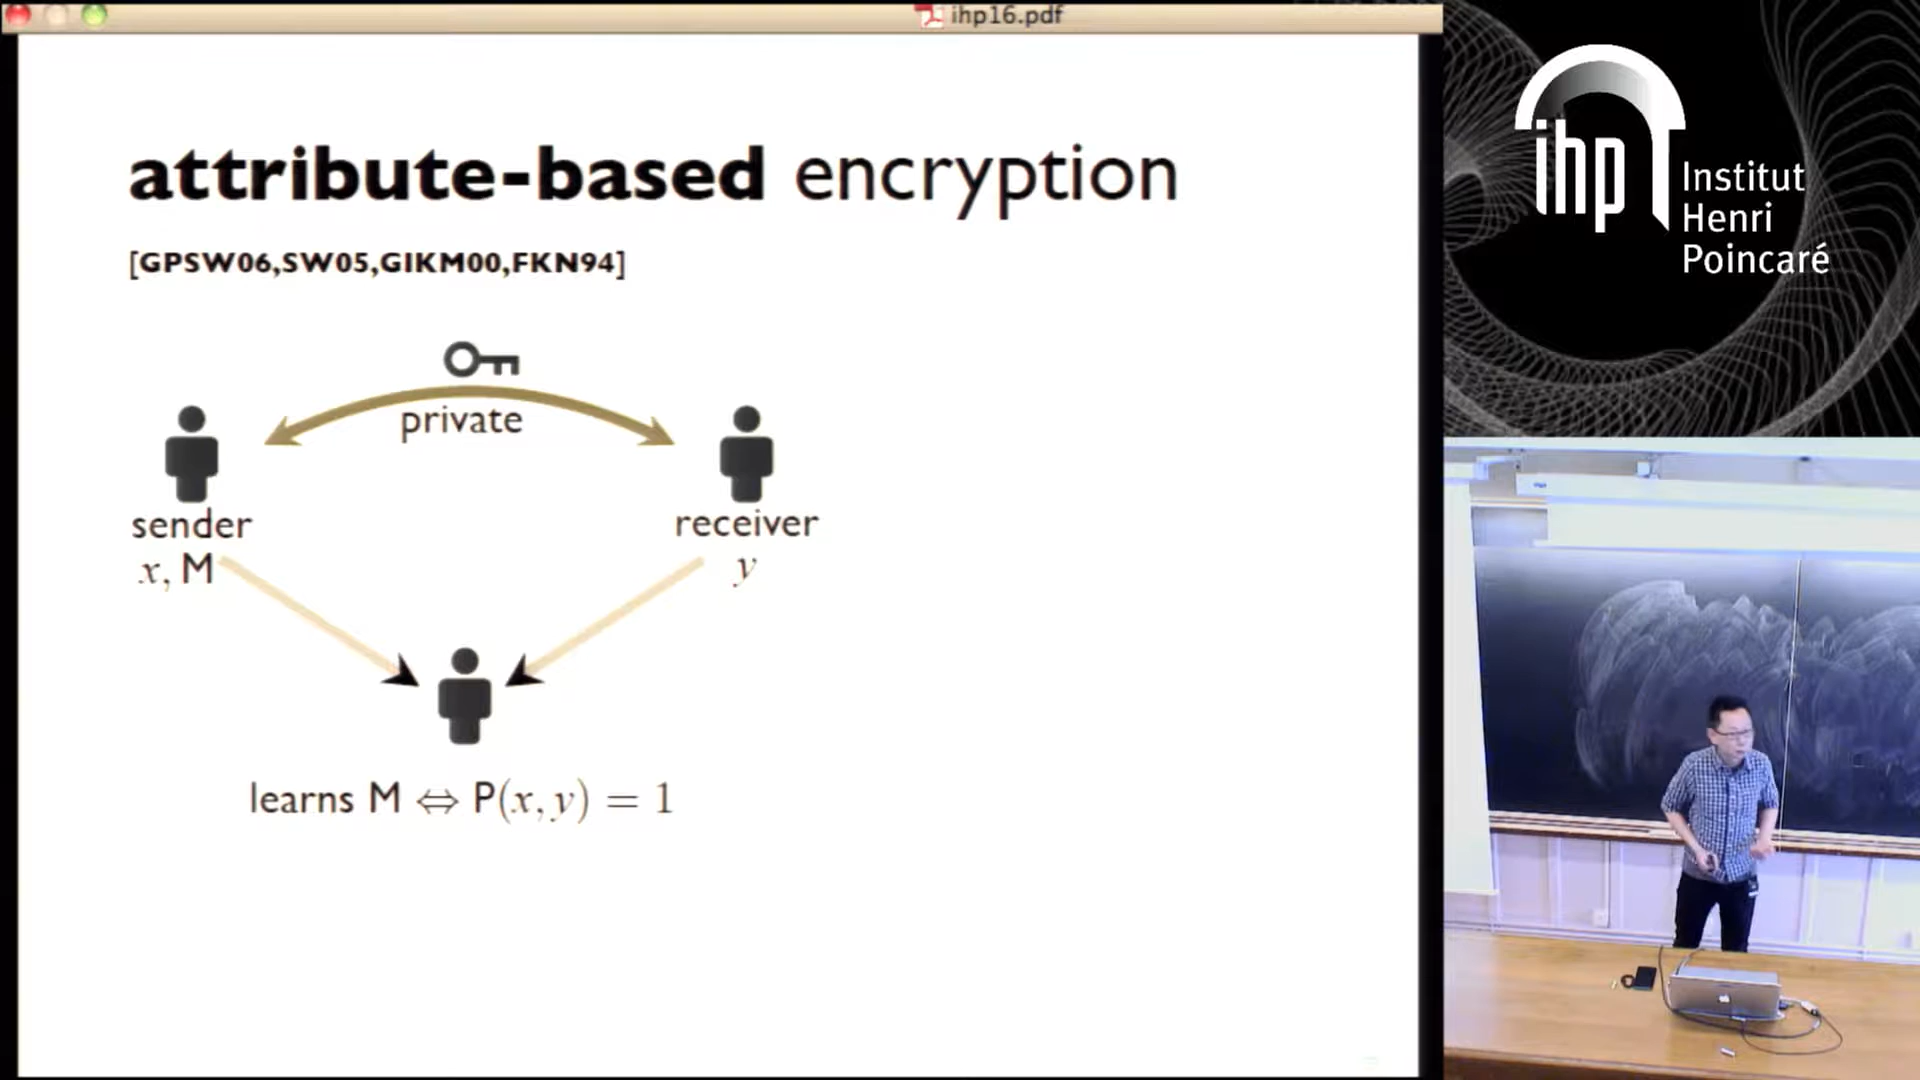 ihp16.pdf
attribute-based encryption
[GPSW06,SW05,GIKM00,FKN94]
private
sender
x, M
receiver
y
learns M ⇔ P(x, y) = 1
ihp
Institut
Henri
Poincaré